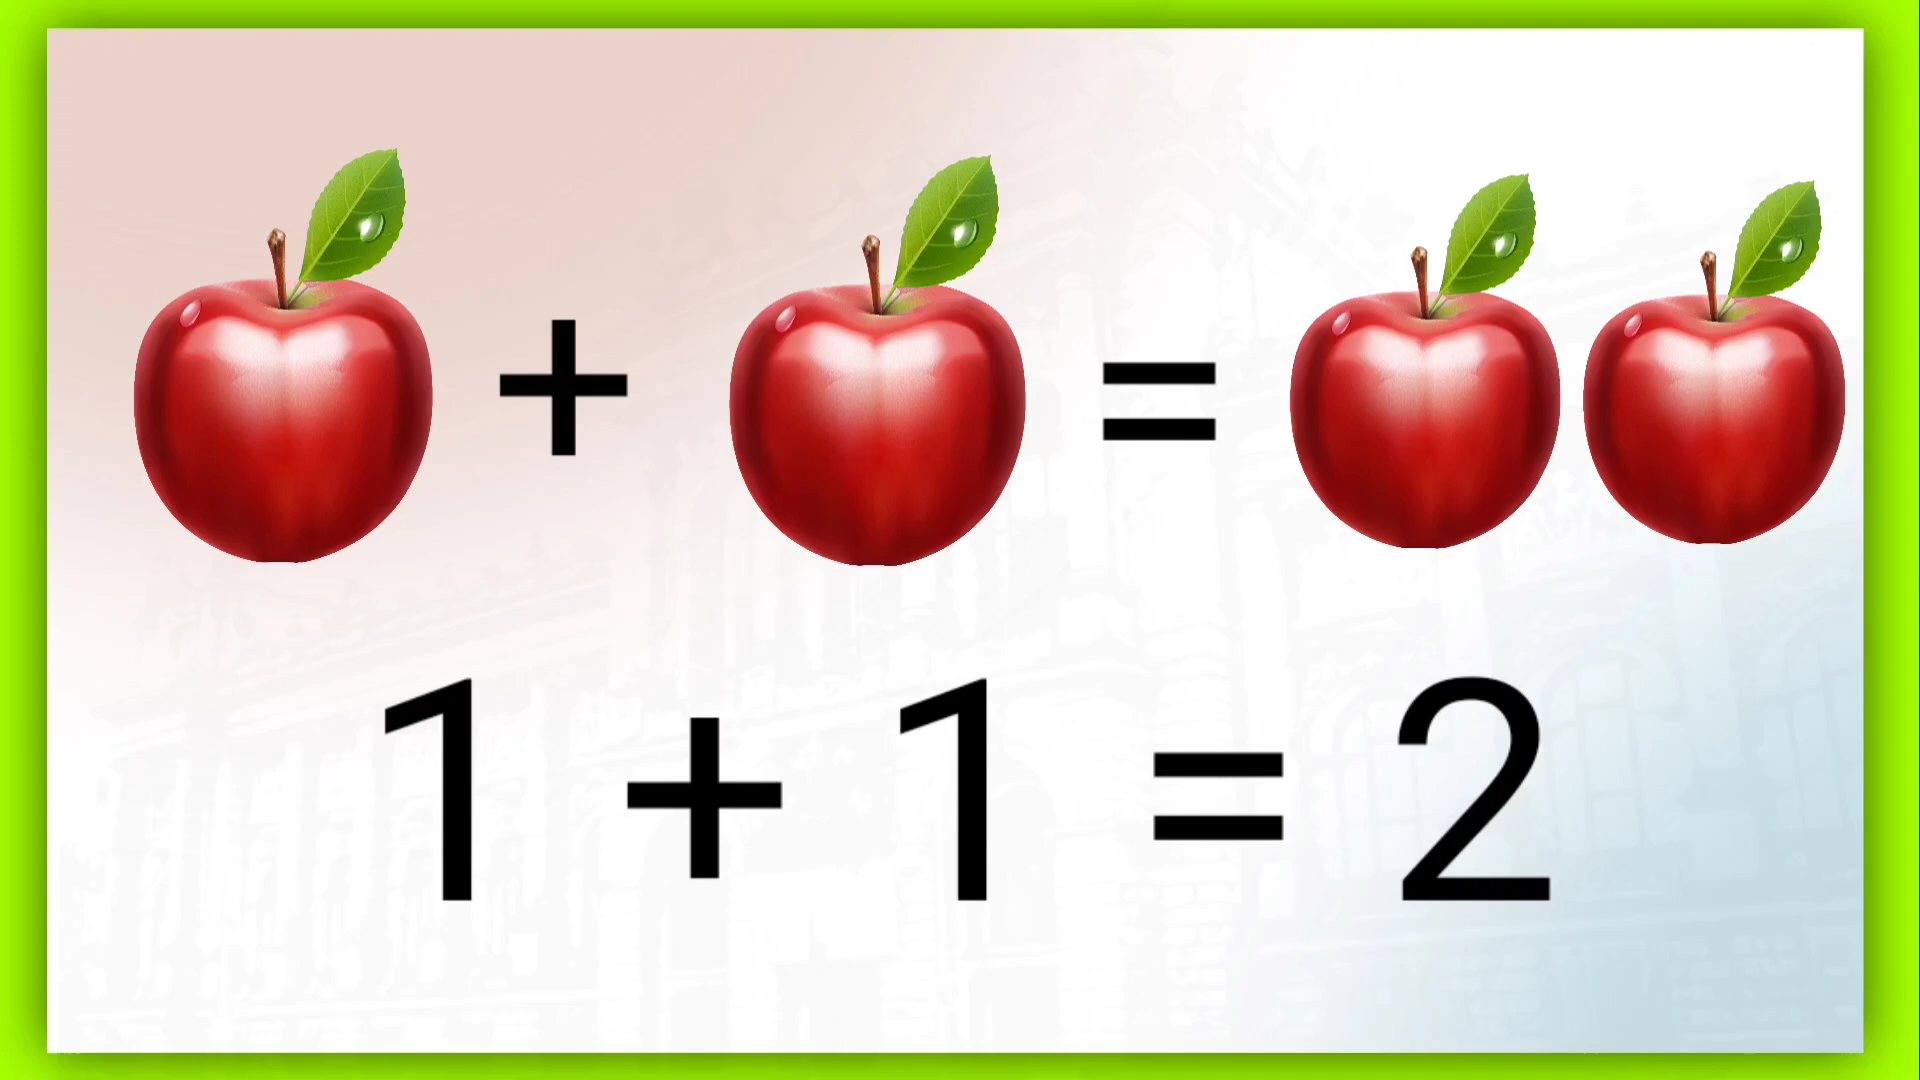 + =
1 + 1 = 2